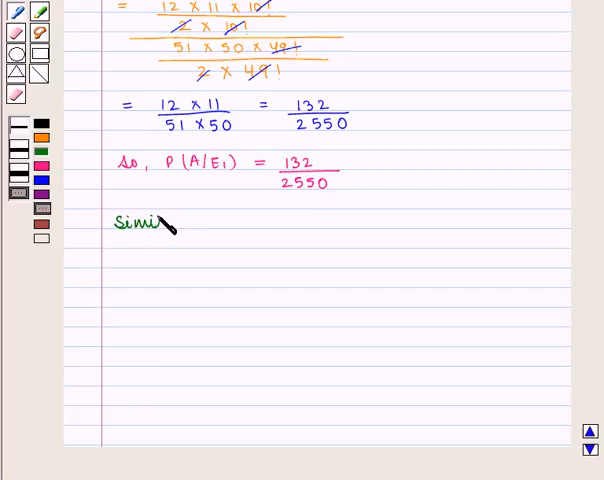 = 12 × 11 × 10!
2 × 10!
51 × 50 × 49!
2 × 49!
= 12 × 11 = 132
51 × 50 2550
So, P (A/E1) = 132
2550
Simi